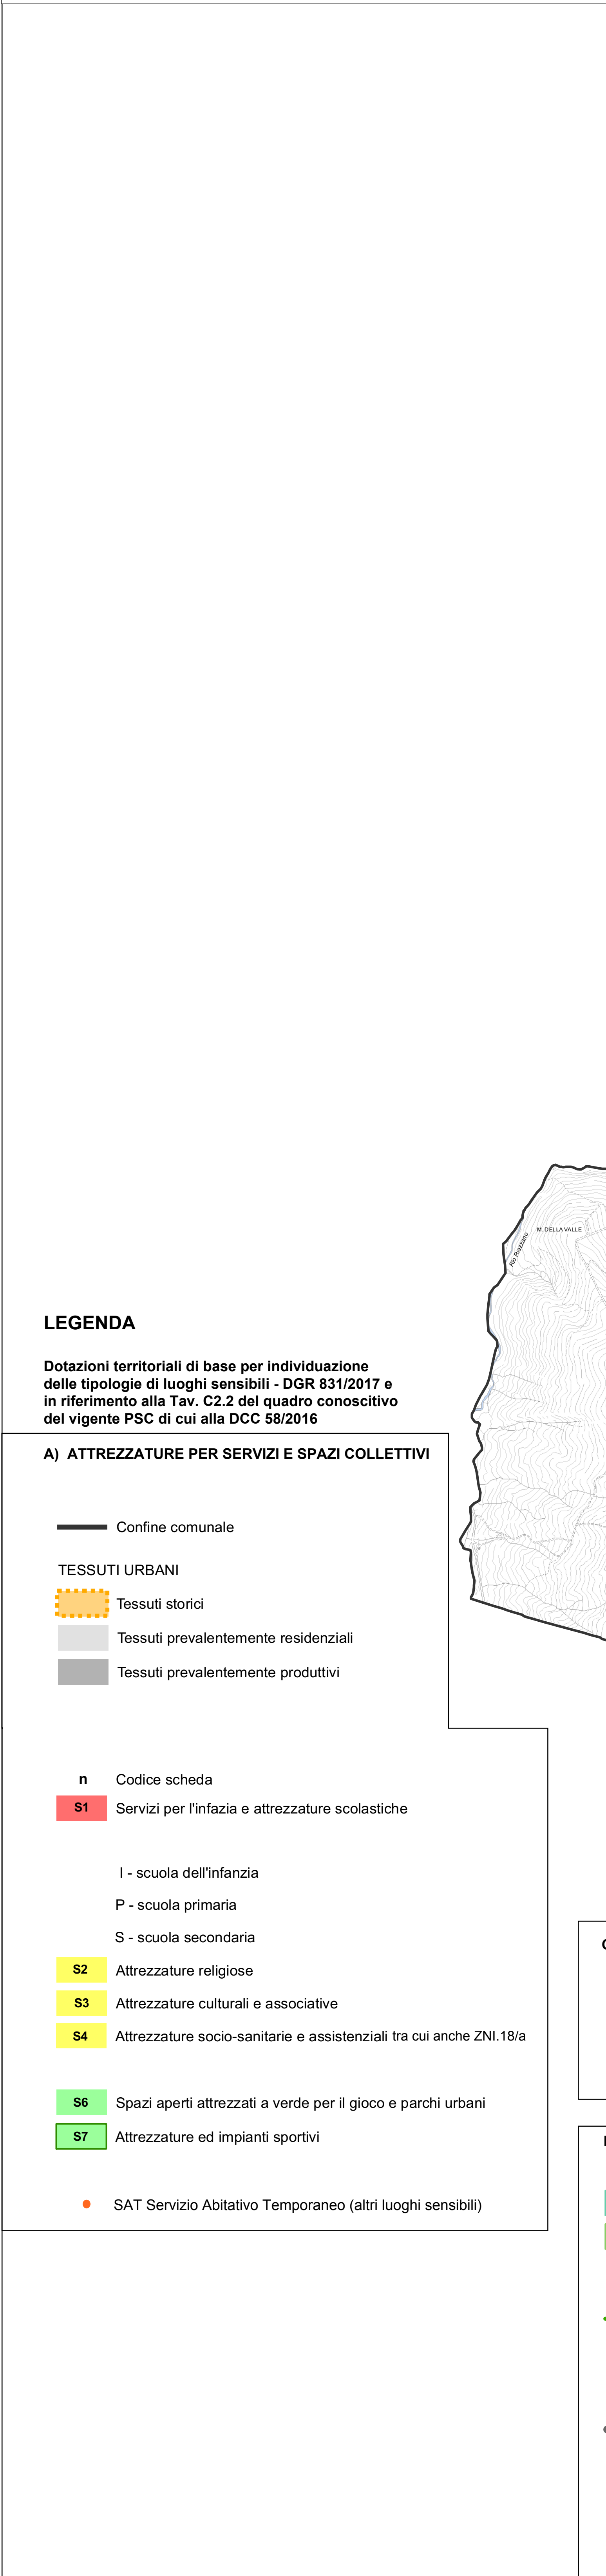 M. DELLA VALLE
Rio Riazzano
LEGENDA
Dotazioni territoriali di base per individuazione
delle tipologie di luoghi sensibili - DGR 831/2017 e
in riferimento alla Tav. C2.2 del quadro conoscitivo
del vigente PSC di cui alla DCC 58/2016
A) ATTREZZATURE PER SERVIZI E SPAZI COLLETTIVI
Confine comunale
TESSUTI URBANI
Tessuti storici
Tessuti prevalentemente residenziali
Tessuti prevalentemente produttivi
n Codice scheda
S1 Servizi per l'infazia e attrezzature scolastiche
I - scuola dell'infanzia
P - scuola primaria
S - scuola secondaria
S2 Attrezzature religiose
S3 Attrezzature culturali e associative
S4 Attrezzature socio-sanitarie e assistenziali tra cui anche ZNI.18/a
S6 Spazi aperti attrezzati a verde per il gioco e parchi urbani
S7 Attrezzature ed impianti sportivi
SAT Servizio Abitativo Temporaneo (altri luoghi sensibili)